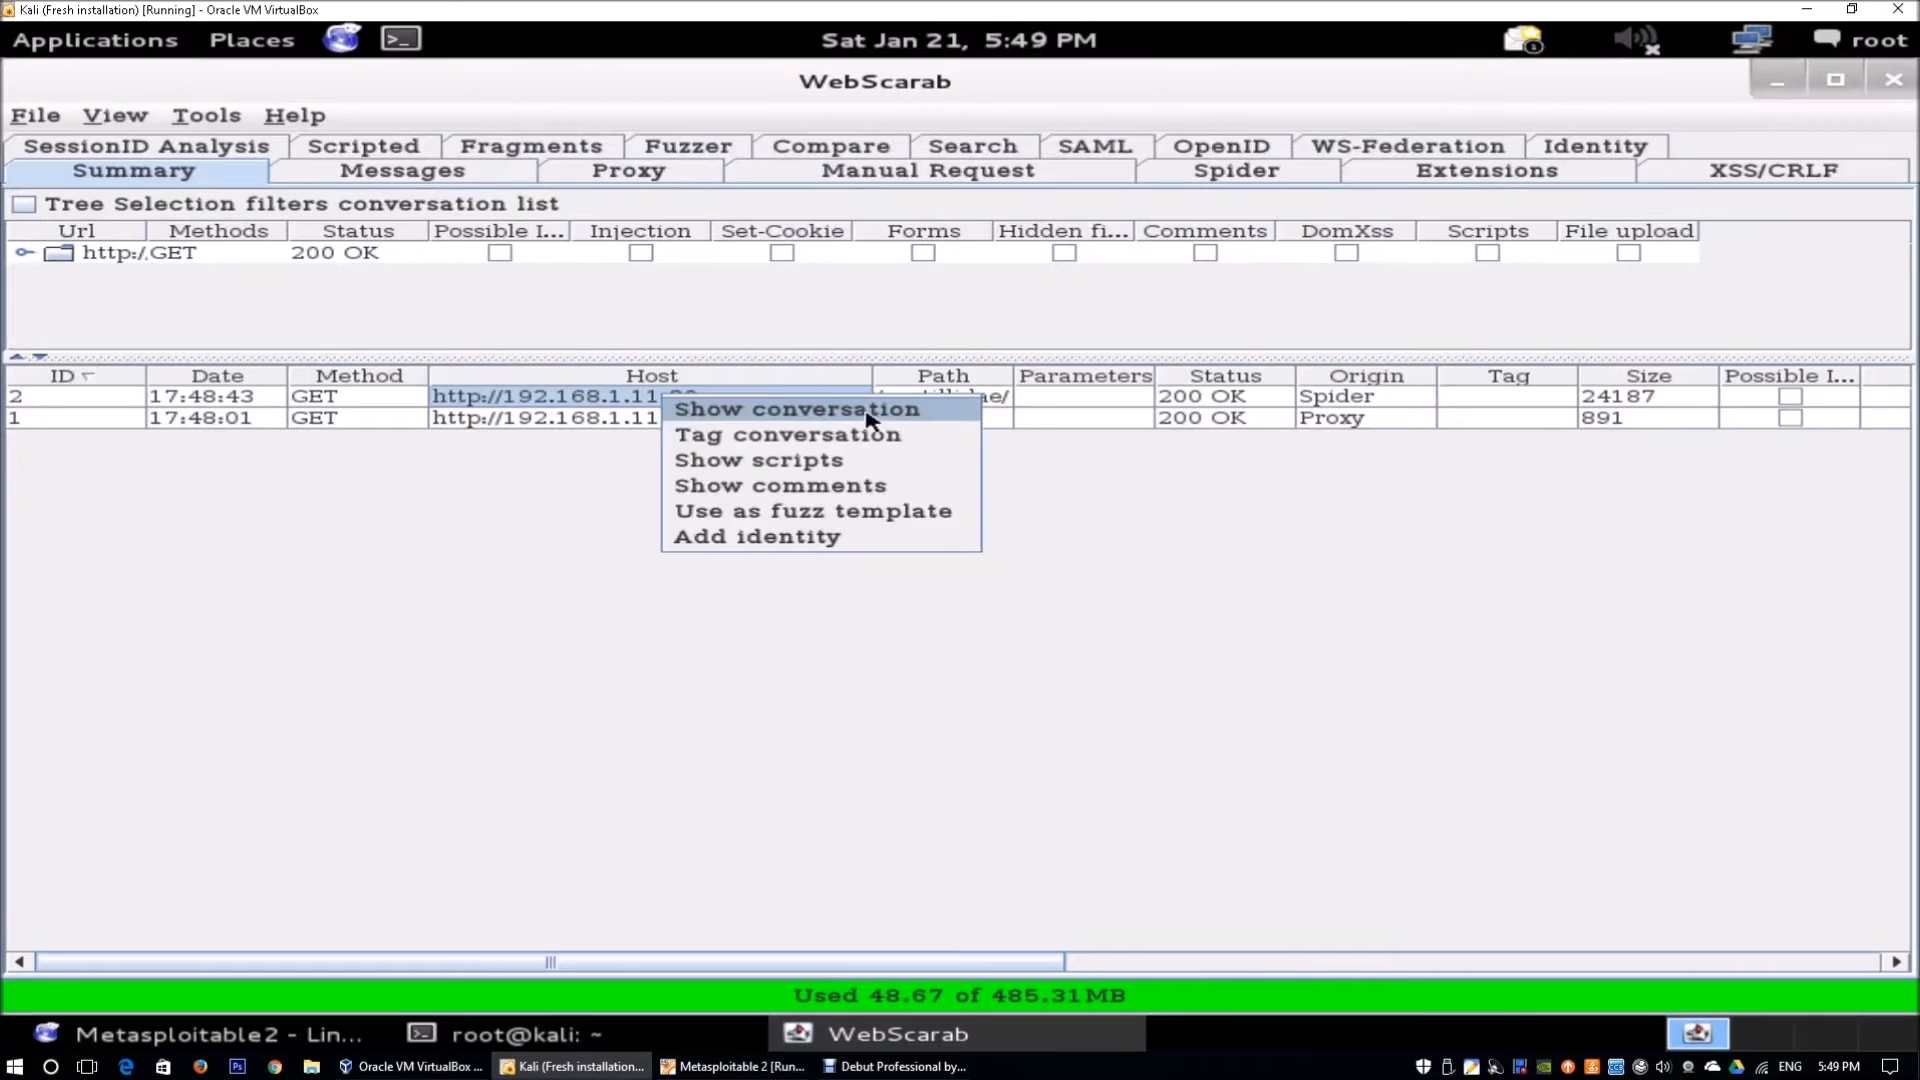 Kali (Fresh installation) [Running] - Oracle VM VirtualBox
Applications Places Sat Jan 21, 5:49 PM root
WebScarab
File View Tools Help
SessionID Analysis Scripted Fragments Fuzzer Compare Search SAML OpenID WS-Federation Identity
Summary Messages Proxy Manual Request Spider Extensions XSS/CRLF
Tree Selection filters conversation list
Url Methods Status Possible I... Injection Set-Cookie Forms Hidden fi... Comments DomXss Scripts File upload
http:/ GET 200 OK
ID Date Method Host Path Parameters Status Origin Tag Size Possible I...
2 17:48:43 GET http://192.168.1.11 200 OK Spider 24187
1 17:48:01 GET http://192.168.1.11 200 OK Proxy 891
Show conversation
Tag conversation
Show scripts
Show comments
Use as fuzz template
Add identity
Used 48.67 of 485.31MB
Metasploitable2 - Lin... root@kali: ~ WebScarab
Oracle VM VirtualBox ... Kali (Fresh installation... Metasploitable 2 [Run... Debut Professional by... ENG 5:49 PM